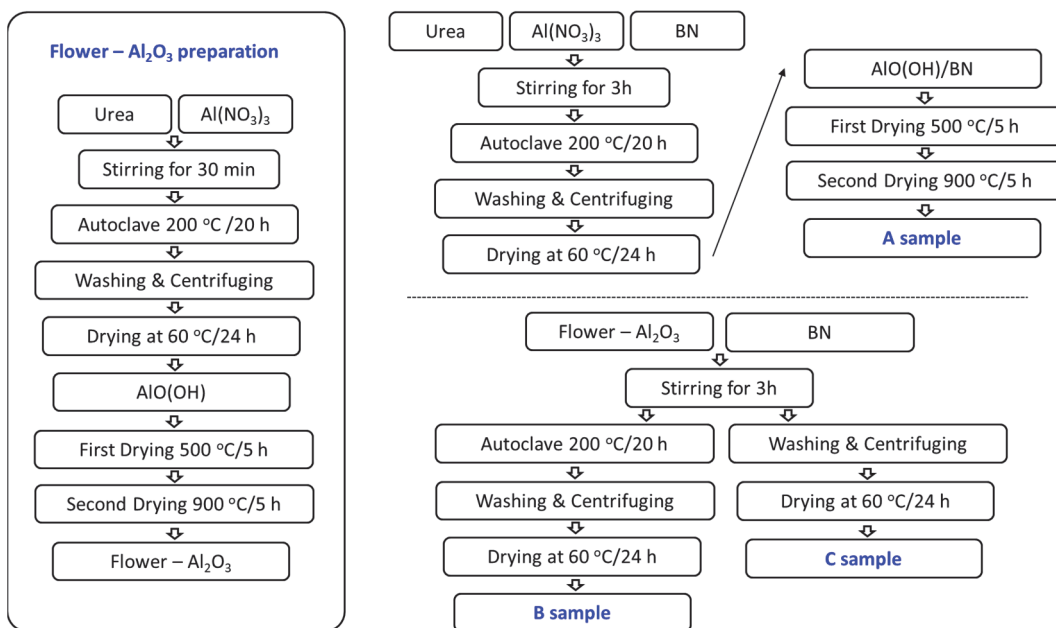 Flower – Al₂O₃ preparation
Urea
Al(NO₃)₃
Stirring for 30 min
Autoclave 200 °C /20 h
Washing & Centrifuging
Drying at 60 °C/24 h
AlO(OH)
First Drying 500 °C/5 h
Second Drying 900 °C/5 h
Flower – Al₂O₃
Urea
Al(NO₃)₃
BN
Stirring for 3h
Autoclave 200 °C/20 h
Washing & Centrifuging
Drying at 60 °C/24 h
AlO(OH)/BN
First Drying 500 °C/5 h
Second Drying 900 °C/5 h
A sample
Flower – Al₂O₃
BN
Stirring for 3h
Autoclave 200 °C/20 h
Washing & Centrifuging
Drying at 60 °C/24 h
B sample
Washing & Centrifuging
Drying at 60 °C/24 h
C sample